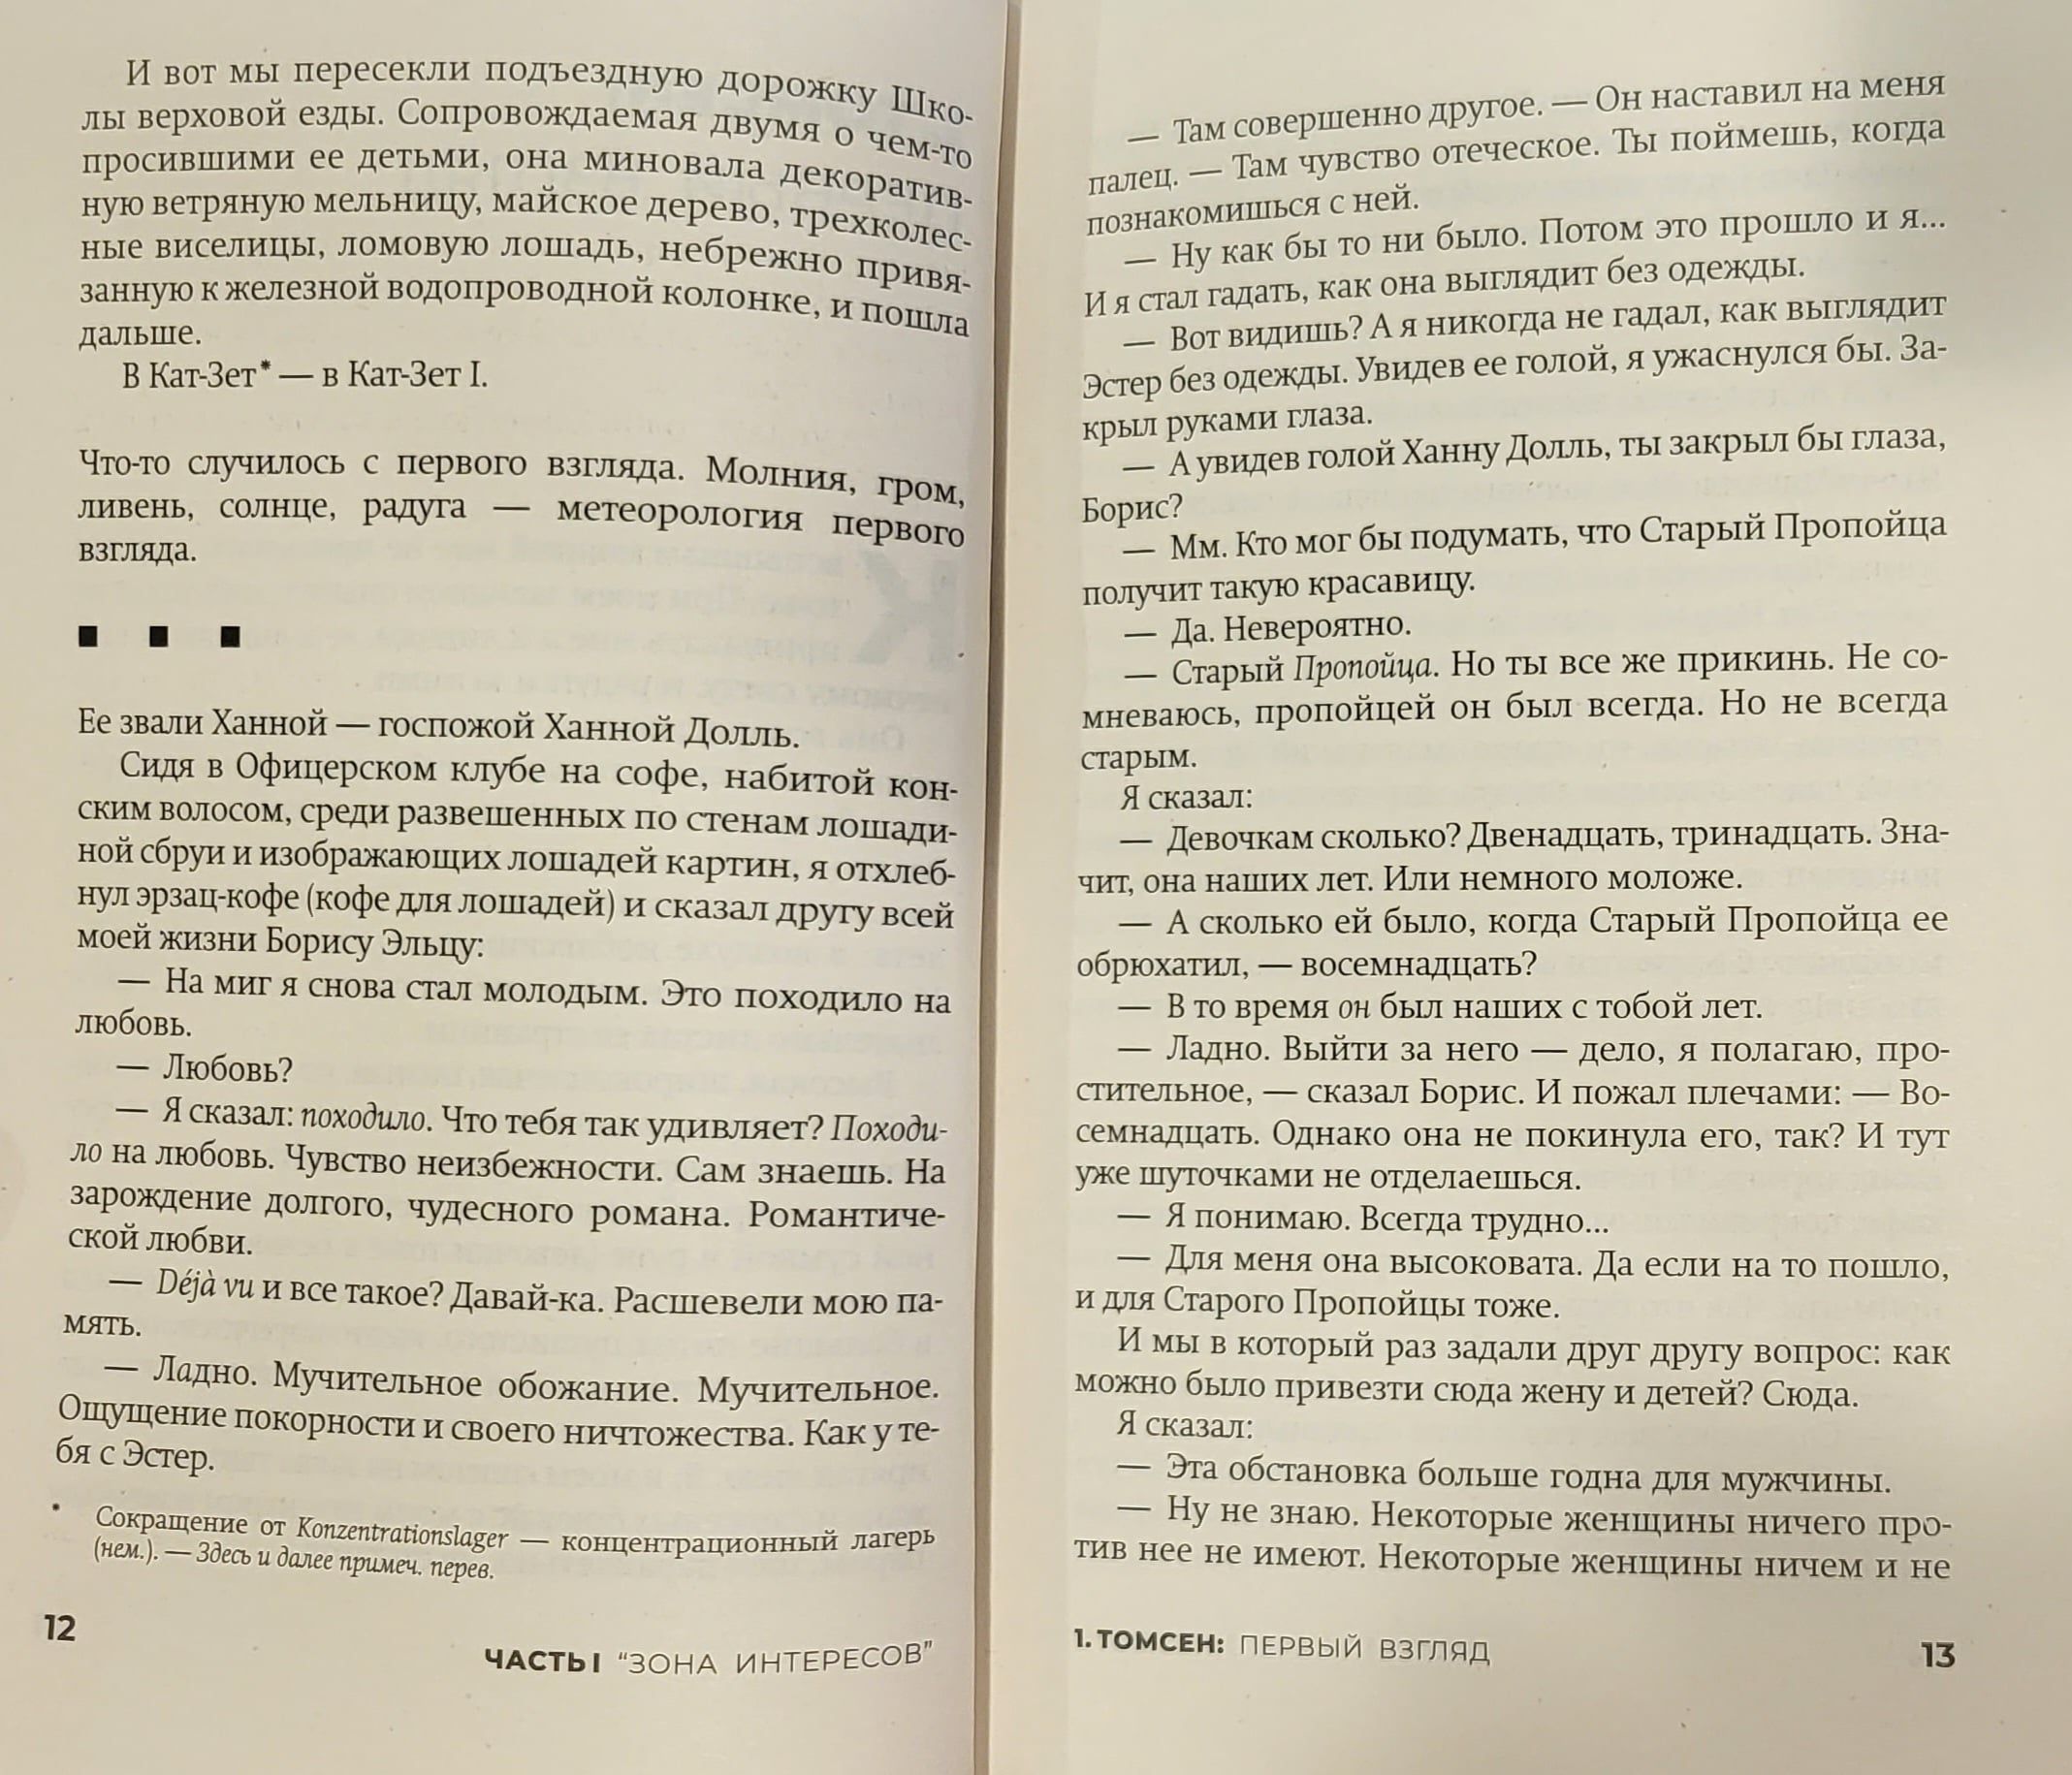 И вот мы пересекли подъездную дорожку Шко-
лы верховой езды. Сопровождаемая двумя о чем-то
просившими ее детьми, она миновала декоратив-
ную ветряную мельницу, майское дерево, трехколес-
ные виселицы, ломовую лошадь, небрежно привя-
занную к железной водопроводной колонке, и пошла
дальше.
В Кат-Зет* — в Кат-Зет I.
Что-то случилось с первого взгляда. Молния, гром,
ливень, солнце, радуга — метеорология первого
взгляда.
■ ■ ■
Ее звали Ханной — госпожой Ханной Долль.
Сидя в Офицерском клубе на софе, набитой кон-
ским волосом, среди развешенных по стенам лошади-
ной сбруи и изображающих лошадей картин, я отхлеб-
нул эрзац-кофе (кофе для лошадей) и сказал другу всей
моей жизни Борису Эльцу:
— На миг я снова стал молодым. Это походило на
любовь.
— Любовь?
— Я сказал: походило. Что тебя так удивляет? Походи-
ло на любовь. Чувство неизбежности. Сам знаешь. На
зарождение долгого, чудесного романа. Романтиче-
ской любви.
— Déjà vu и все такое? Давай-ка. Расшевели мою па-
мять.
— Ладно. Мучительное обожание. Мучительное.
Ощущение покорности и своего ничтожества. Как у те-
бя с Эстер.
* Сокращение от Konzentrationslager — концентрационный лагерь
(нем.). — Здесь и далее примеч. перев.
12
ЧАСТЬ I “ЗОНА ИНТЕРЕСОВ”
— Там совершенно другое. — Он наставил на меня
палец. — Там чувство отеческое. Ты поймешь, когда
познакомишься с ней.
— Ну как бы то ни было. Потом это прошло и я...
И я стал гадать, как она выглядит без одежды.
— Вот видишь? А я никогда не гадал, как выглядит
Эстер без одежды. Увидев ее голой, я ужаснулся бы. За-
крыл руками глаза.
— А увидев голой Ханну Долль, ты закрыл бы глаза,
Борис?
— Мм. Кто мог бы подумать, что Старый Пропойца
получит такую красавицу.
— Да. Невероятно.
— Старый Пропойца. Но ты все же прикинь. Не со-
мневаюсь, пропойцей он был всегда. Но не всегда
старым.
Я сказал:
— Девочкам сколько? Двенадцать, тринадцать. Зна-
чит, она наших лет. Или немного моложе.
— А сколько ей было, когда Старый Пропойца ее
обрюхатил, — восемнадцать?
— В то время он был наших с тобой лет.
— Ладно. Выйти за него — дело, я полагаю, про-
стительное, — сказал Борис. И пожал плечами: — Во-
семнадцать. Однако она не покинула его, так? И тут
уже шуточками не отделаешься.
— Я понимаю. Всегда трудно...
— Для меня она высоковата. Да если на то пошло,
и для Старого Пропойцы тоже.
И мы в который раз задали друг другу вопрос: как
можно было привезти сюда жену и детей? Сюда.
Я сказал:
— Эта обстановка больше годна для мужчины.
— Ну не знаю. Некоторые женщины ничего про-
тив нее не имеют. Некоторые женщины ничем и не
1. ТОМСЕН: ПЕРВЫЙ ВЗГЛЯД
13